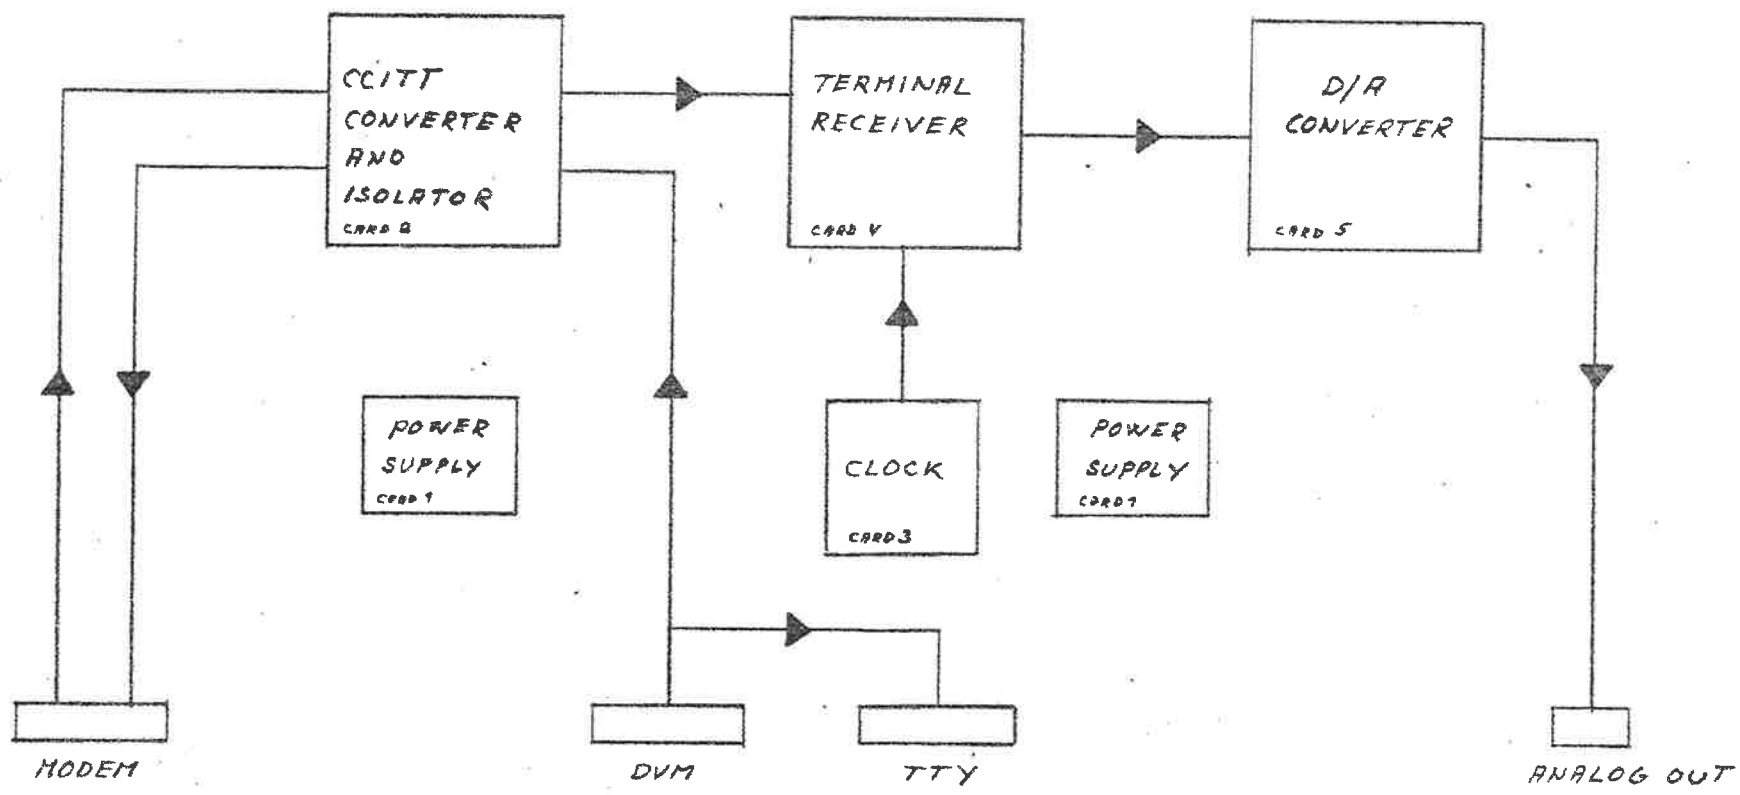 CCITT
CONVERTER
AND
ISOLATOR
CARD 2
TERMINAL
RECEIVER
CARD 4
D/A
CONVERTER
CARD 5
POWER
SUPPLY
CARD 1
CLOCK
CARD 3
POWER
SUPPLY
CARD 1
MODEM
DVM
TTY
ANALOG OUT